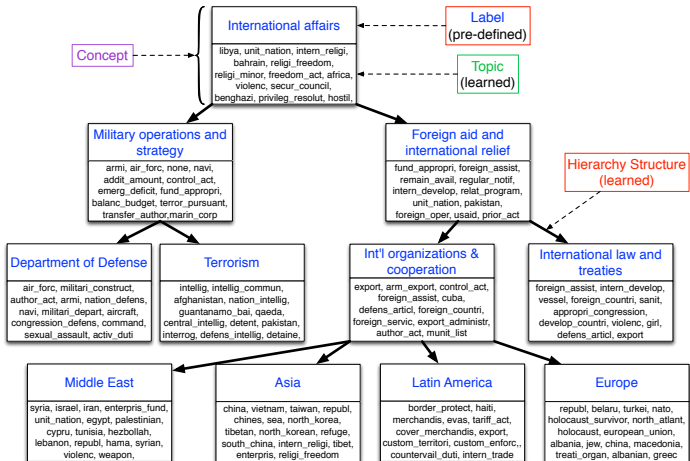 International affairs
libya, unit_nation, intern_religi,
bahrain, religi_freedom,
religi_minor, freedom_act, africa,
violenc, secur_council,
benghazi, privileg_resolut, hostil,
Label
(pre-defined)
Concept
Topic
(learned)
Military operations and
strategy
armi, air_forc, none, navi,
addit_amount, control_act,
emerg_deficit, fund_appropri,
balanc_budget, terror_pursuant,
transfer_author,marin_corp
Foreign aid and
international relief
fund_appropri, foreign_assist,
remain_avail, regular_notif,
intern_develop, relat_program,
unit_nation, pakistan,
foreign_oper, usaid, prior_act
Hierarchy Structure
(learned)
Department of Defense
air_forc, militari_construct,
author_act, armi, nation_defens,
navi, militari_depart, aircraft,
congression_defens, command,
sexual_assault, activ_duti
Terrorism
intellig, intellig_commun,
afghanistan, nation_intellig,
guantanamo_bai, qaeda,
central_intellig, detent, pakistan,
interrog, defens_intellig, detaine,
Int'l organizations &
cooperation
export, arm_export, control_act,
foreign_assist, cuba,
defens_articl, foreign_countri,
foreign_servic, export_administr,
author_act, munit_list
International law and
treaties
foreign_assist, intern_develop,
vessel, foreign_countri, sanit,
appropri_congression,
develop_countri, violenc, girl,
defens_articl, export
Middle East
syria, israel, iran, enterpris_fund,
unit_nation, egypt, palestinian,
cypru, tunisia, hezbollah,
lebanon, republ, hama, syrian,
violenc, weapon,
Asia
china, vietnam, taiwan, republ,
chines, sea, north_korea,
tibetan, north_korean, refuge,
south_china, intern_religi, tibet,
enterpris, religi_freedom
Latin America
border_protect, haiti,
merchandis, evas, tariff_act,
cover_merchandis, export,
custom_territori, custom_enforc,,
countervail_duti, intern_trade
Europe
republ, belaru, turkei, nato,
holocaust_survivor, north_atlant,
holocaust, european_union,
albania, jew, china, macedonia,
treati_organ, albanian, greec